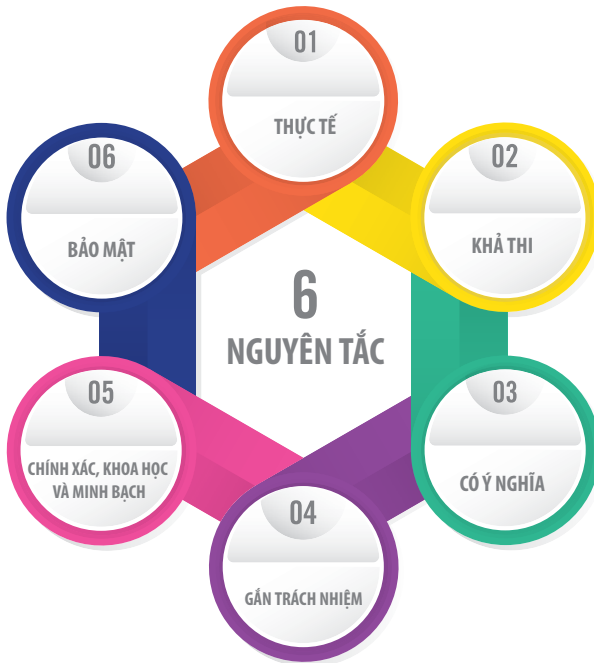 01
THỰC TẾ
02
KHẢ THI
03
CÓ Ý NGHĨA
04
GẮN TRÁCH NHIỆM
05
CHÍNH XÁC, KHOA HỌC
VÀ MINH BẠCH
06
BẢO MẬT
6
NGUYÊN TẮC